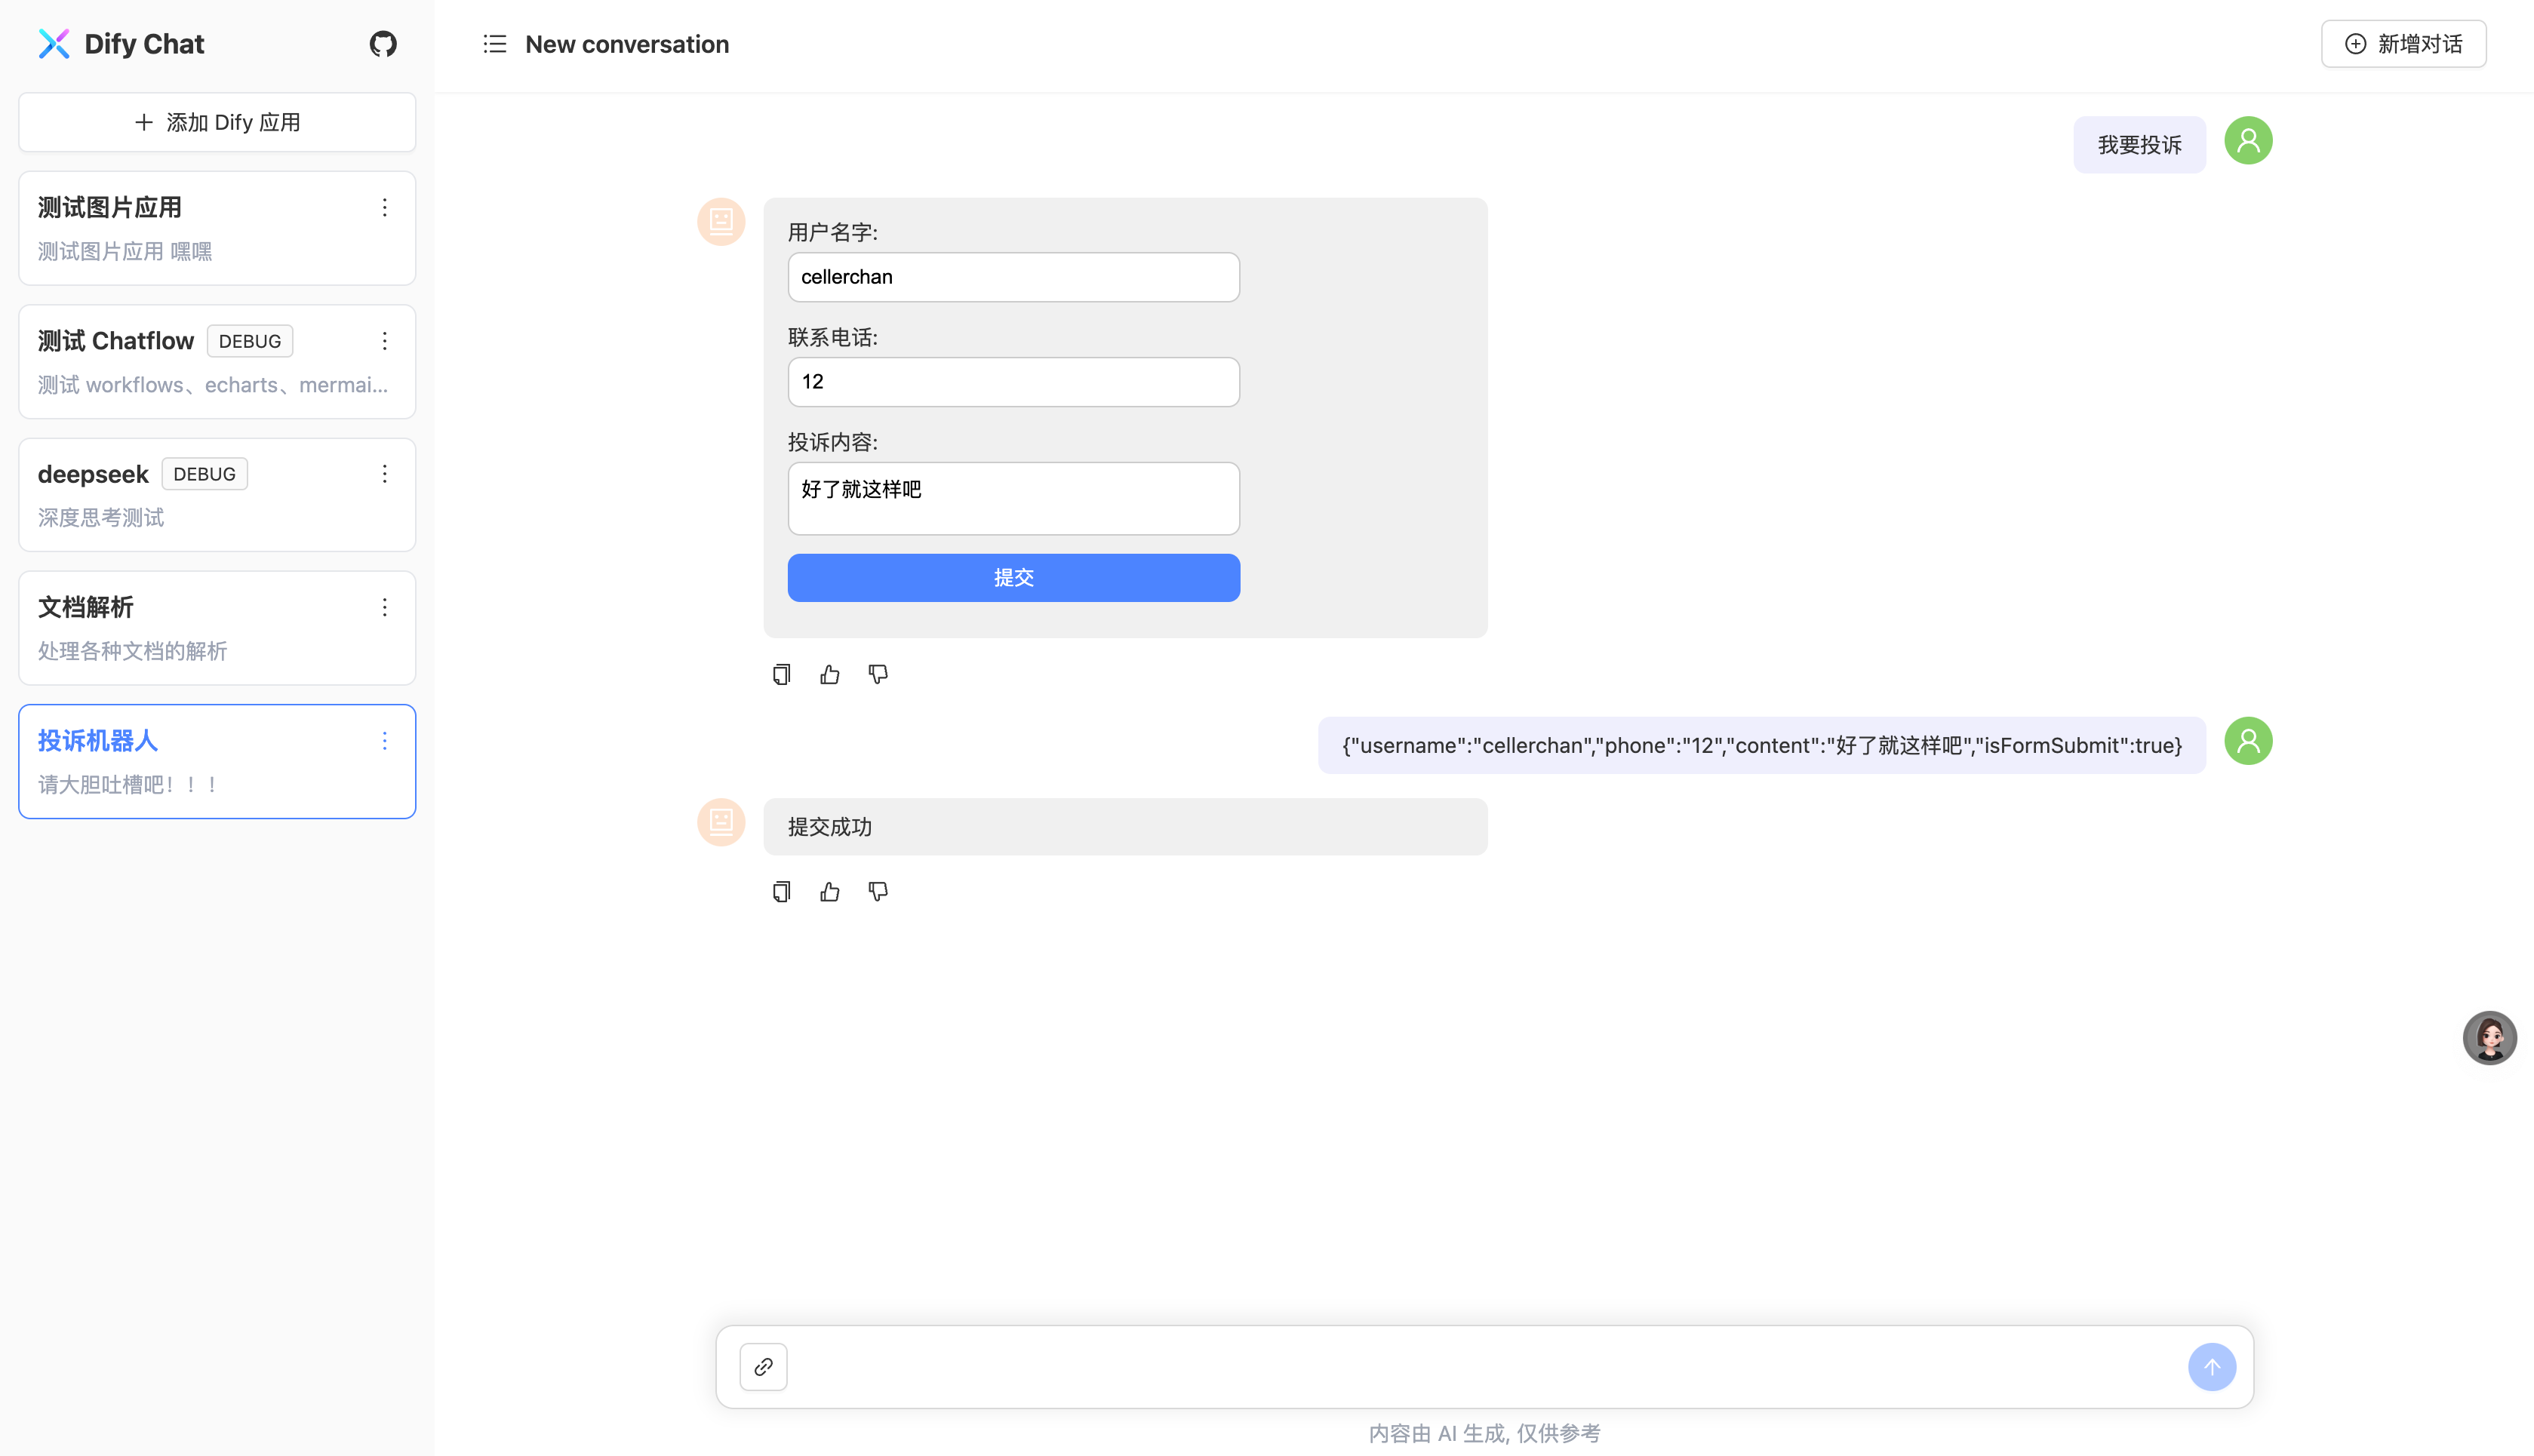 Dify Chat
添加 Dify 应用
测试图片应用
测试图片应用 嘿嘿
测试 Chatflow DEBUG
测试 workflows、echarts、mermai...
deepseek DEBUG
深度思考测试
文档解析
处理各种文档的解析
投诉机器人
请大胆吐槽吧！！！
New conversation
新增对话
我要投诉
用户名字:
cellerchan
联系电话:
12
投诉内容:
好了就这样吧
提交
{"username":"cellerchan","phone":"12","content":"好了就这样吧","isFormSubmit":true}
提交成功
内容由 AI 生成, 仅供参考